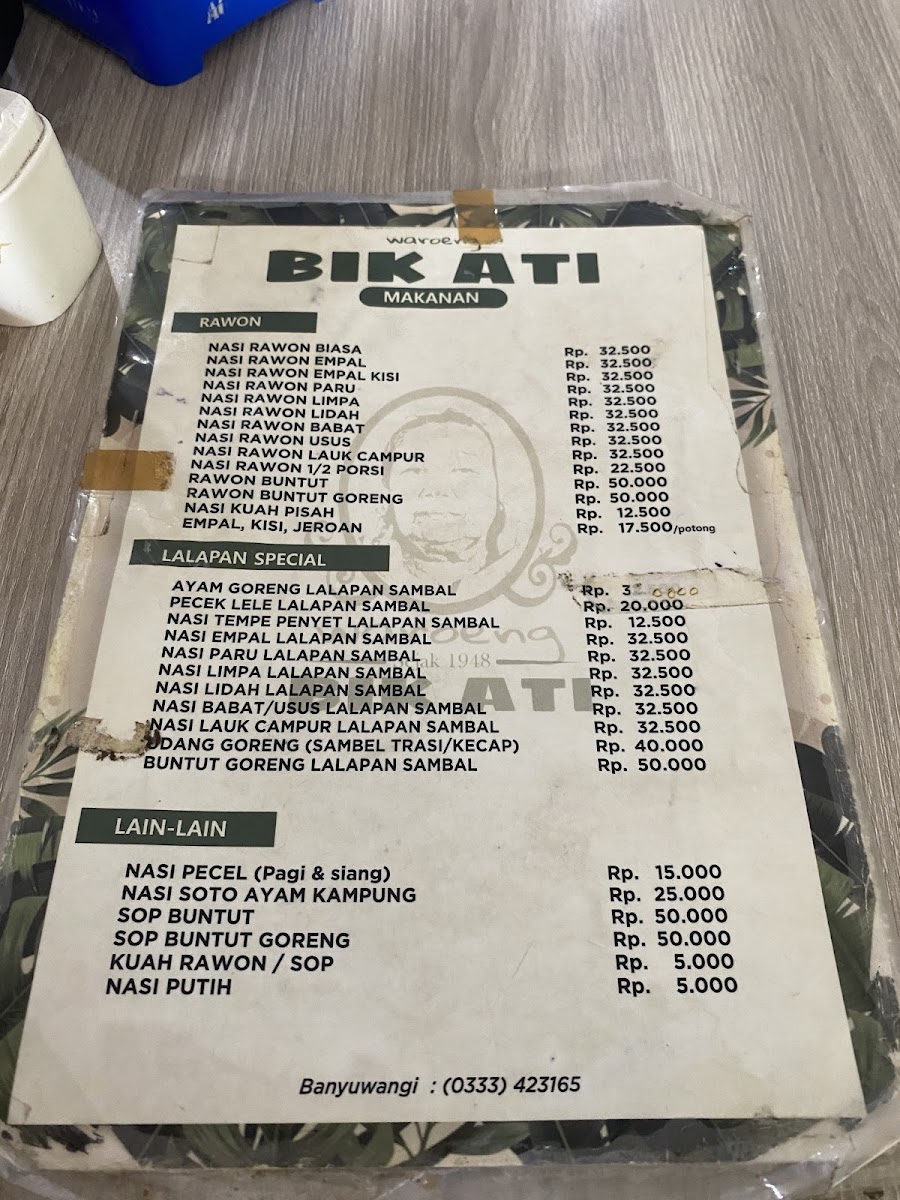 Ai
waroeng
BIK ATI
MAKANAN
RAWON
NASI RAWON BIASA Rp. 32.500
NASI RAWON EMPAL Rp. 32.500
NASI RAWON EMPAL KISI Rp. 32.500
NASI RAWON PARU Rp. 32.500
NASI RAWON LIMPA Rp. 32.500
NASI RAWON LIDAH Rp. 32.500
NASI RAWON BABAT Rp. 32.500
NASI RAWON USUS Rp. 32.500
NASI RAWON LAUK CAMPUR Rp. 32.500
NASI RAWON 1/2 PORSI Rp. 22.500
RAWON BUNTUT Rp. 50.000
RAWON BUNTUT GORENG Rp. 50.000
NASI KUAH PISAH Rp. 12.500
EMPAL, KISI, JEROAN Rp. 17.500/potong
LALAPAN SPECIAL
AYAM GORENG LALAPAN SAMBAL Rp.
PECEK LELE LALAPAN SAMBAL Rp. 20.000
NASI TEMPE PENYET LALAPAN SAMBAL Rp. 12.500
NASI EMPAL LALAPAN SAMBAL Rp. 32.500
NASI PARU LALAPAN SAMBAL Rp. 32.500
NASI LIMPA LALAPAN SAMBAL Rp. 32.500
NASI LIDAH LALAPAN SAMBAL Rp. 32.500
NASI BABAT/USUS LALAPAN SAMBAL Rp. 32.500
NASI LAUK CAMPUR LALAPAN SAMBAL Rp. 32.500
UDANG GORENG (SAMBEL TRASI/KECAP) Rp. 40.000
BUNTUT GORENG LALAPAN SAMBAL Rp. 50.000
1948
BIK ATI
LAIN-LAIN
NASI PECEL (Pagi & siang) Rp. 15.000
NASI SOTO AYAM KAMPUNG Rp. 25.000
SOP BUNTUT Rp. 50.000
SOP BUNTUT GORENG Rp. 50.000
KUAH RAWON / SOP Rp. 5.000
NASI PUTIH Rp. 5.000
Banyuwangi : (0333) 423165